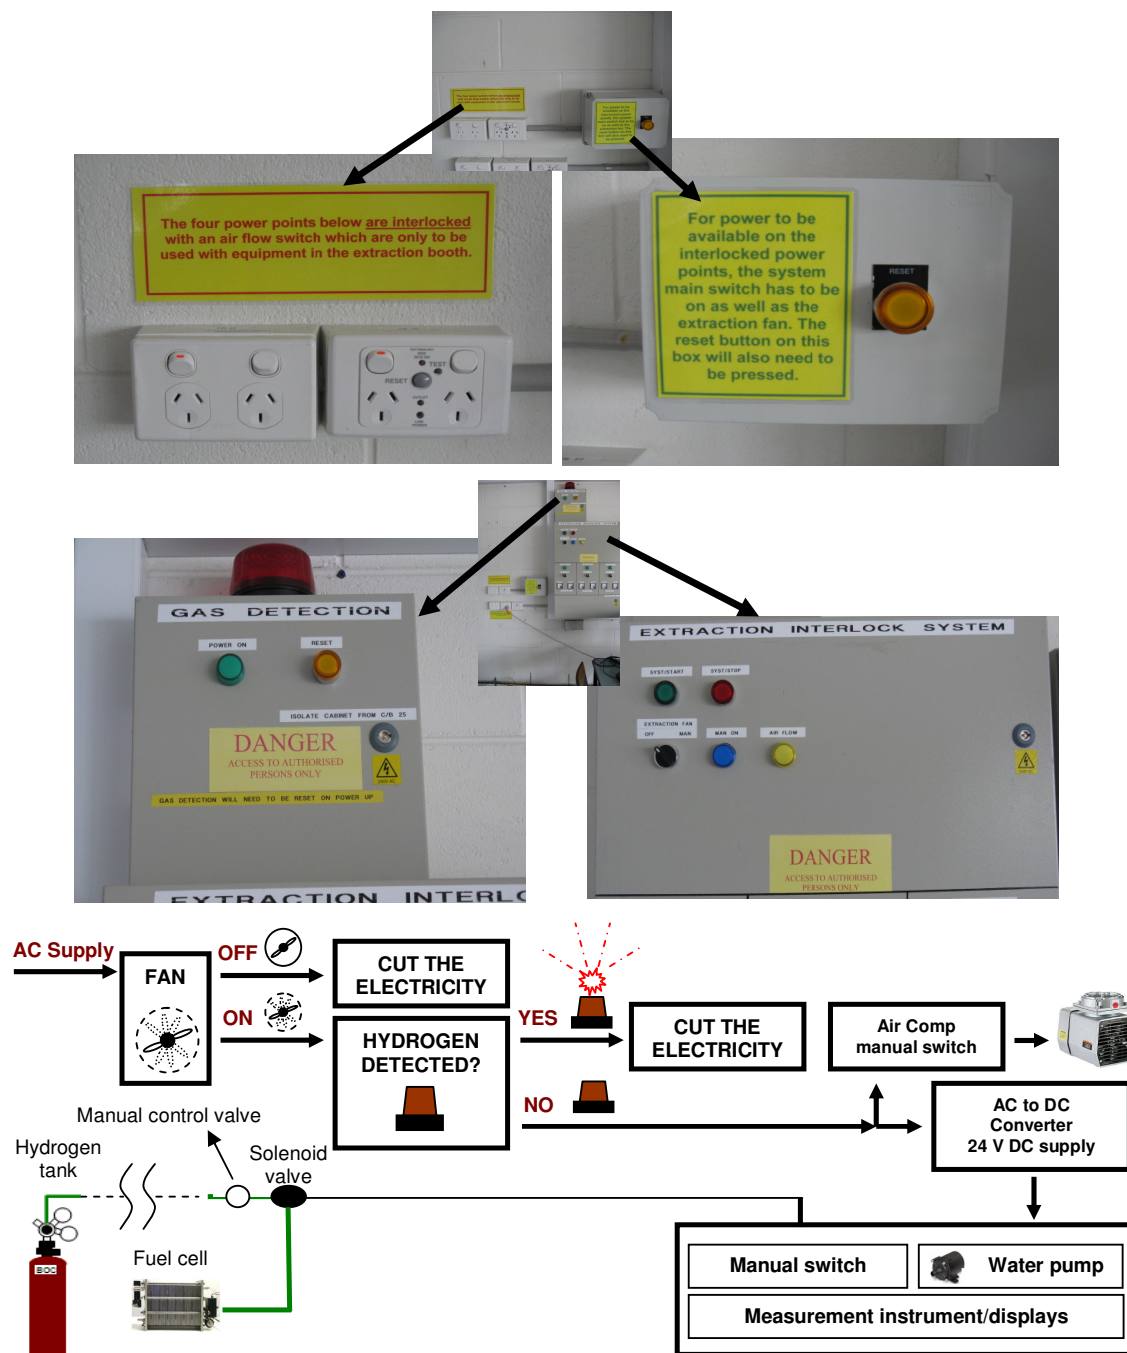 The four power points below are interlocked
with an air flow switch which are only to be
used with equipment in the extraction booth.
RESET
TEST
For power to be
available on the
interlocked power
points, the system
main switch has to be
on as well as the
extraction fan. The
reset button on this
box will also need to
be pressed.
RESET
GAS DETECTION
POWER ON
RESET
ISOLATE CABINET FROM C/B 25
DANGER
ACCESS TO AUTHORISED
PERSONS ONLY
GAS DETECTION WILL NEED TO BE RESET ON POWER UP
EXTRACTION INTERLO
EXTRACTION INTERLOCK SYSTEM
SYST/START
SYST/STOP
EXTRACTION FAN
OFF MAN
MAN ON
AIR FLOW
DANGER
ACCESS TO AUTHORISED
PERSONS ONLY
AC Supply
FAN
OFF
CUT THE
ELECTRICITY
ON
HYDROGEN
DETECTED?
YES
CUT THE
ELECTRICITY
NO
Air Comp
manual switch
AC to DC
Converter
24 V DC supply
Manual control valve
Hydrogen
tank
Solenoid
valve
Fuel cell
BOC
Manual switch
Water pump
Measurement instrument/displays